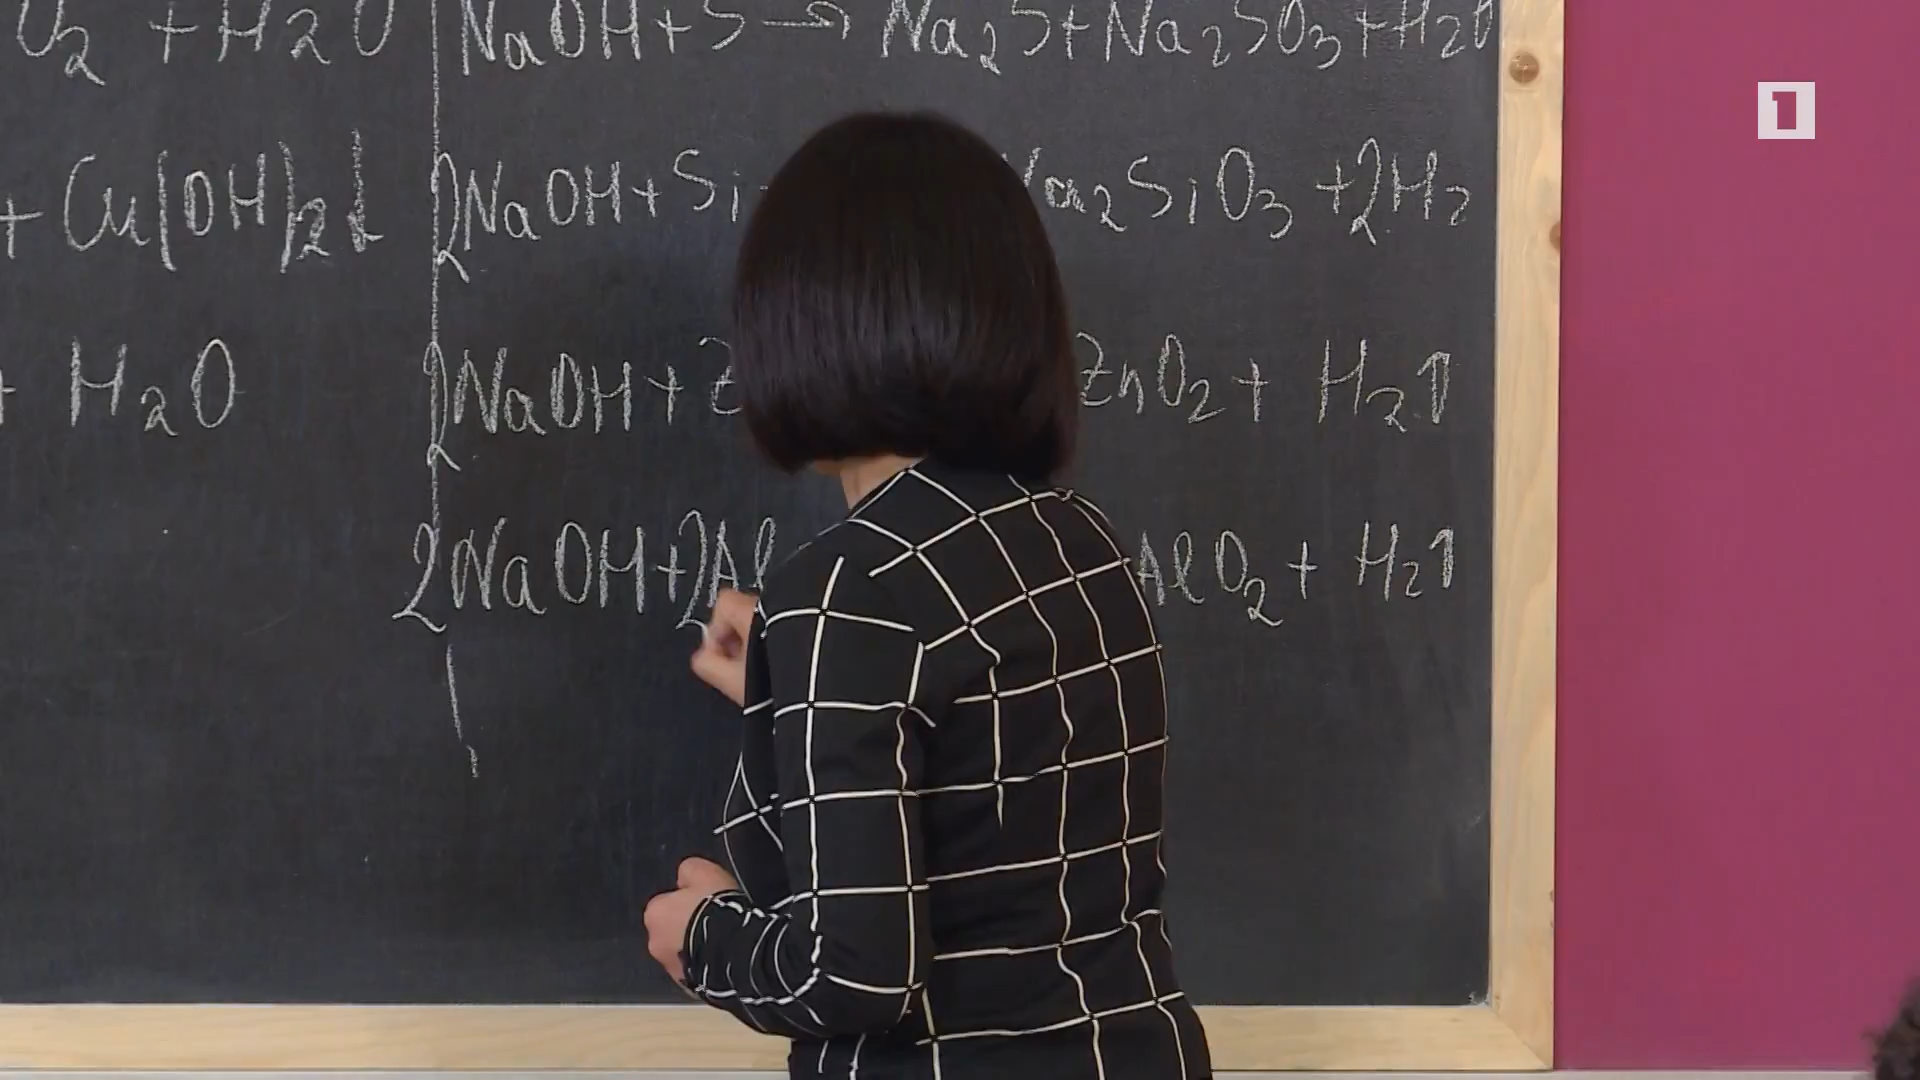 O₂ + H₂O
NaOH + S → Na₂S + Na₂SO₃ + H₂O
+ Cu(OH)₂↓
2NaOH + Si Na₂SiO₃ + 2H₂
+ H₂O
2NaOH + Z ZnO₂ + H₂↑
2NaOH + 2Al AlO₂ + H₂↑
1